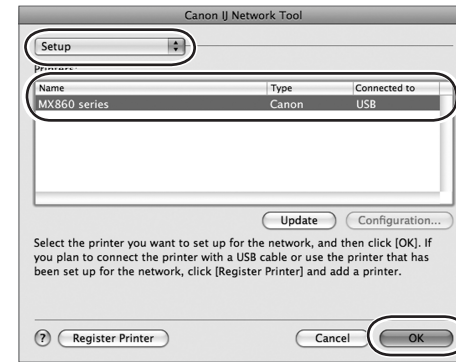 Canon IJ Network Tool
Setup
Printers:
Name Type Connected to
MX860 series Canon USB
Update Configuration...
Select the printer you want to set up for the network, and then click [OK]. If
you plan to connect the printer with a USB cable or use the printer that has
been set up for the network, click [Register Printer] and add a printer.
? Register Printer Cancel OK